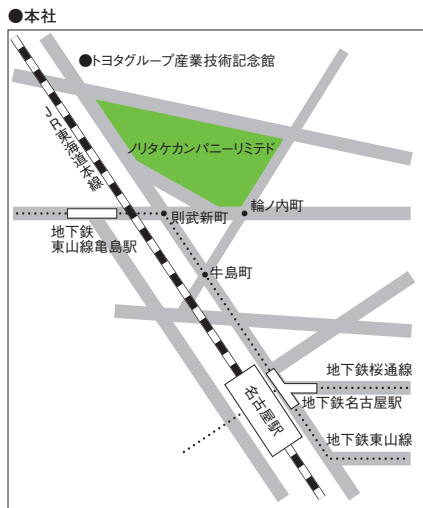 ●本社
●トヨタグループ産業技術記念館
JR東海道本線
ノリタケカンパニーリミテド
輪ノ内町
則武新町
地下鉄
東山線亀島駅
牛島町
地下鉄桜通線
地下鉄名古屋駅
名古屋駅
地下鉄東山線